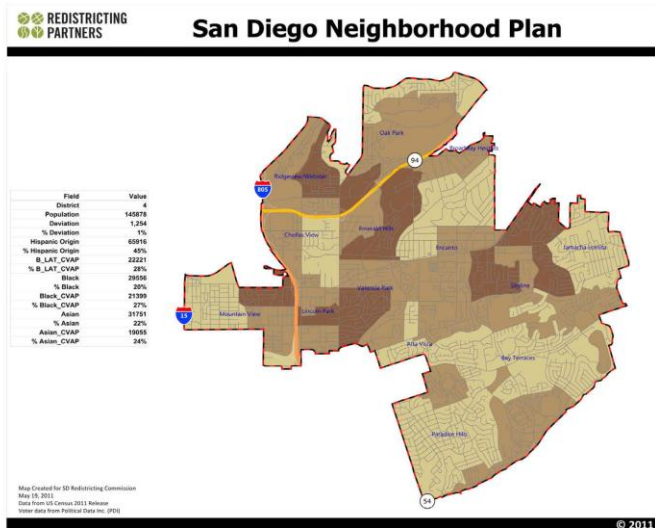 REDISTRICTING
PARTNERS
San Diego Neighborhood Plan
Oak Park
94
Broadway Heights
Ridgeview/Webster
805
Chollas View
Emerald Hills
Encanto
Jamacha Lomita
Skyline
Valencia Park
15
Mountain View
Lincoln Park
Alta Vista
Bay Terraces
Paradise Hills
54
Field Value
District 4
Population 145878
Deviation 1,254
% Deviation 1%
Hispanic Origin 65916
% Hispanic Origin 45%
B_LAT_CVAP 22221
% B_LAT_CVAP 28%
Black 29556
% Black 20%
Black_CVAP 21399
% Black_CVAP 27%
Asian 31751
% Asian 22%
Asian_CVAP 19055
% Asian_CVAP 24%
Map Created for SD Redistricting Commission
May 19, 2011
Data from US Census 2011 Release
Voter data from Political Data Inc. (PDI)
© 2011